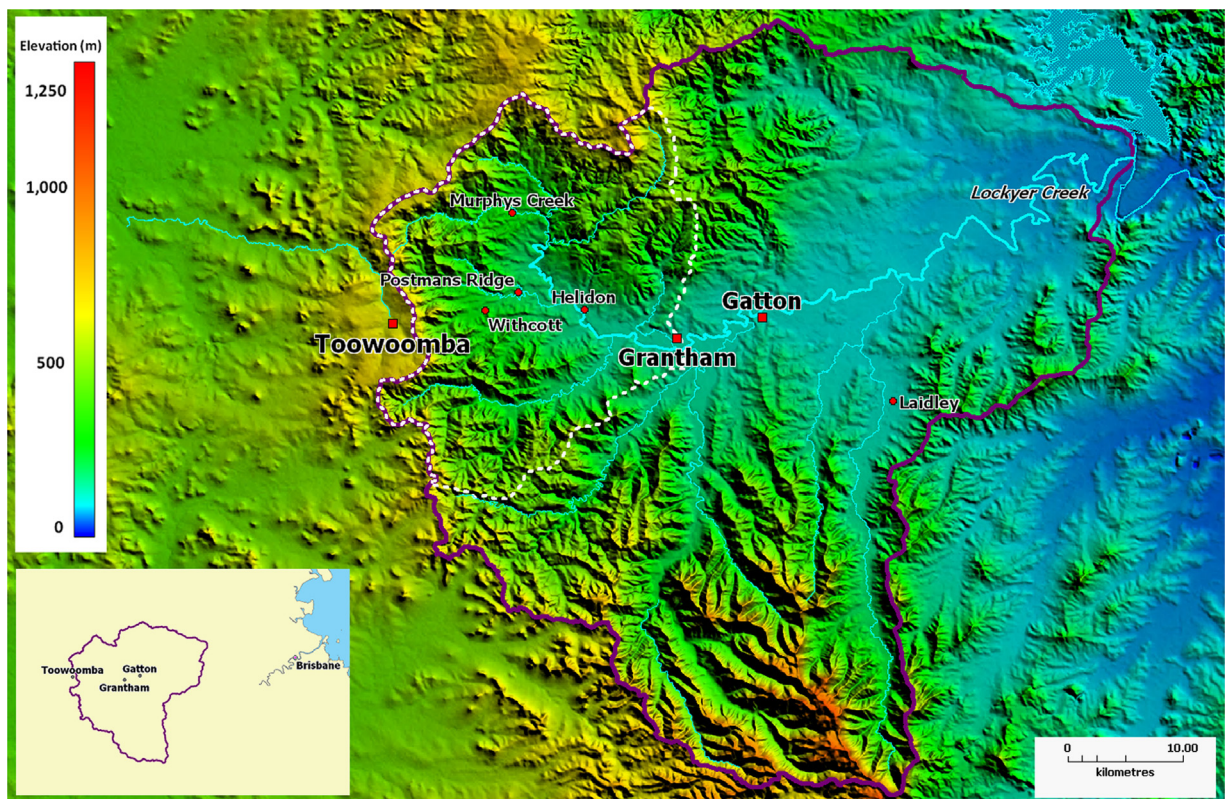 Elevation (m)
1,250
1,000
500
0
Lockyer Creek
Murphys Creek
Postmans Ridge
Helidon
Gatton
Withcott
Toowoomba
Grantham
Laidley
Toowoomba
Gatton
Grantham
Brisbane
0 10.00
kilometres